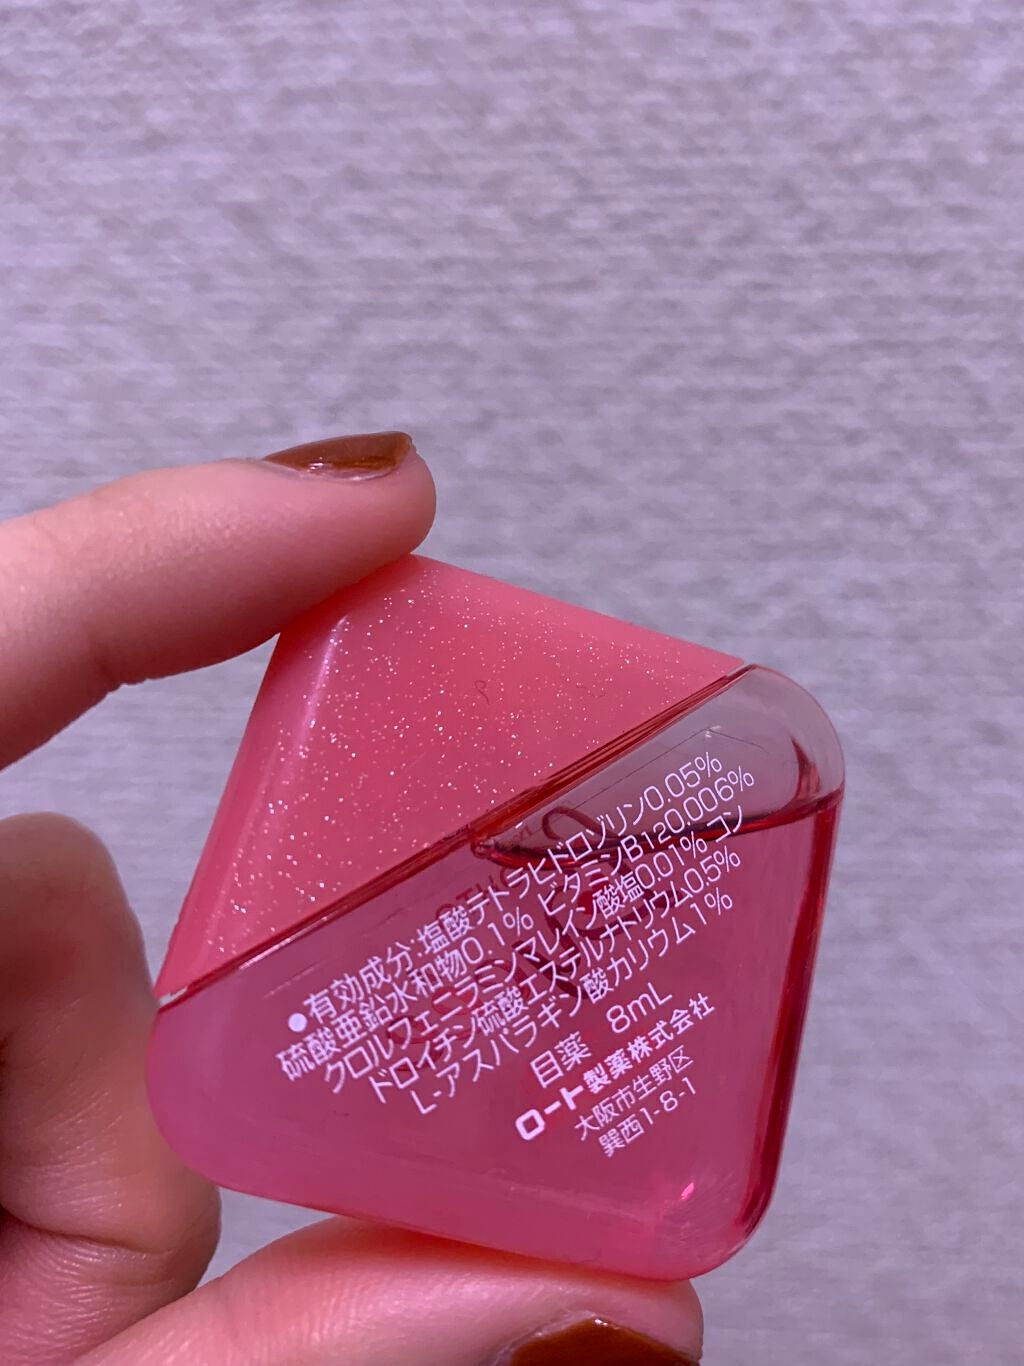 ●有効成分:塩酸テトラヒドロゾリン0.05%
硫酸亜鉛水和物0.1% ビタミンB12 0.006%
クロルフェニラミンマレイン酸塩0.01% コン
ドロイチン硫酸エステルナトリウム0.5%
L-アスパラギン酸カリウム1%
目薬 8mL
ロート製薬株式会社
大阪市生野区
巽西1-8-1